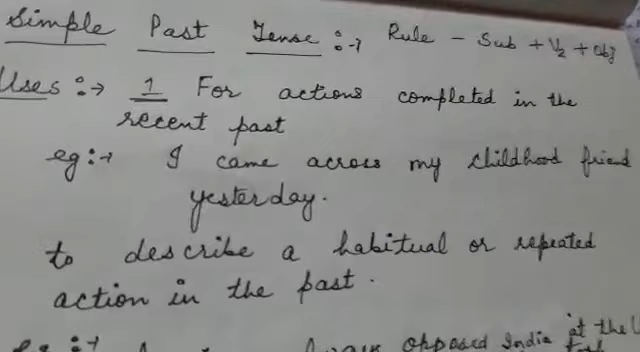 Simple Past Tense :→ Rule - Sub + V2 + Obj
Uses :→ 1 For actions completed in the
recent past
eg :→ I came across my childhood friend
yesterday.
to describe a habitual or repeated
action in the past.
eg :→ opposed India at the